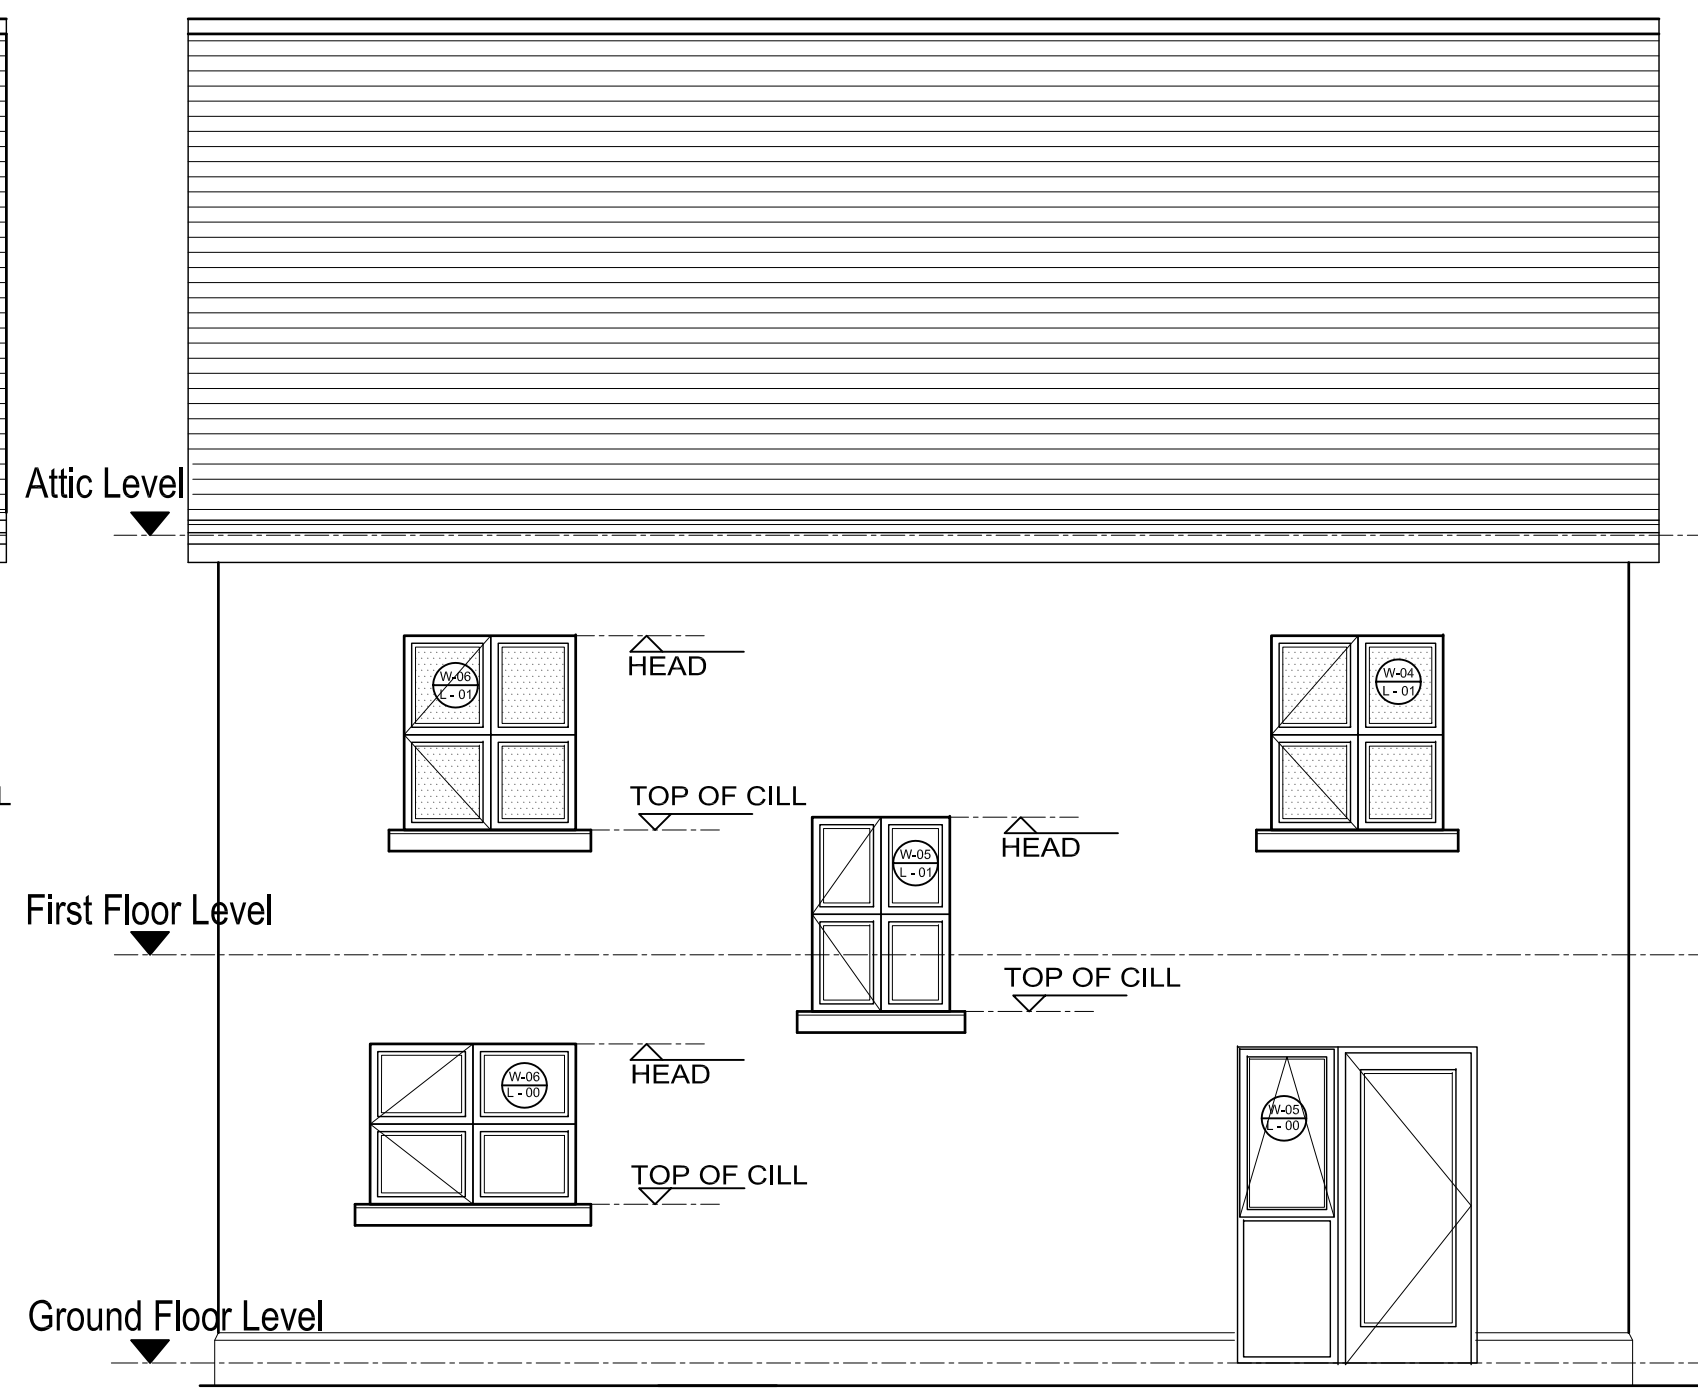 Attic Level
HEAD
W-06
L - 01
W-04
L - 01
L
TOP OF CILL
HEAD
W-05
L - 01
First Floor Level
TOP OF CILL
HEAD
W-06
L - 00
W-05
L - 00
TOP OF CILL
Ground Floor Level